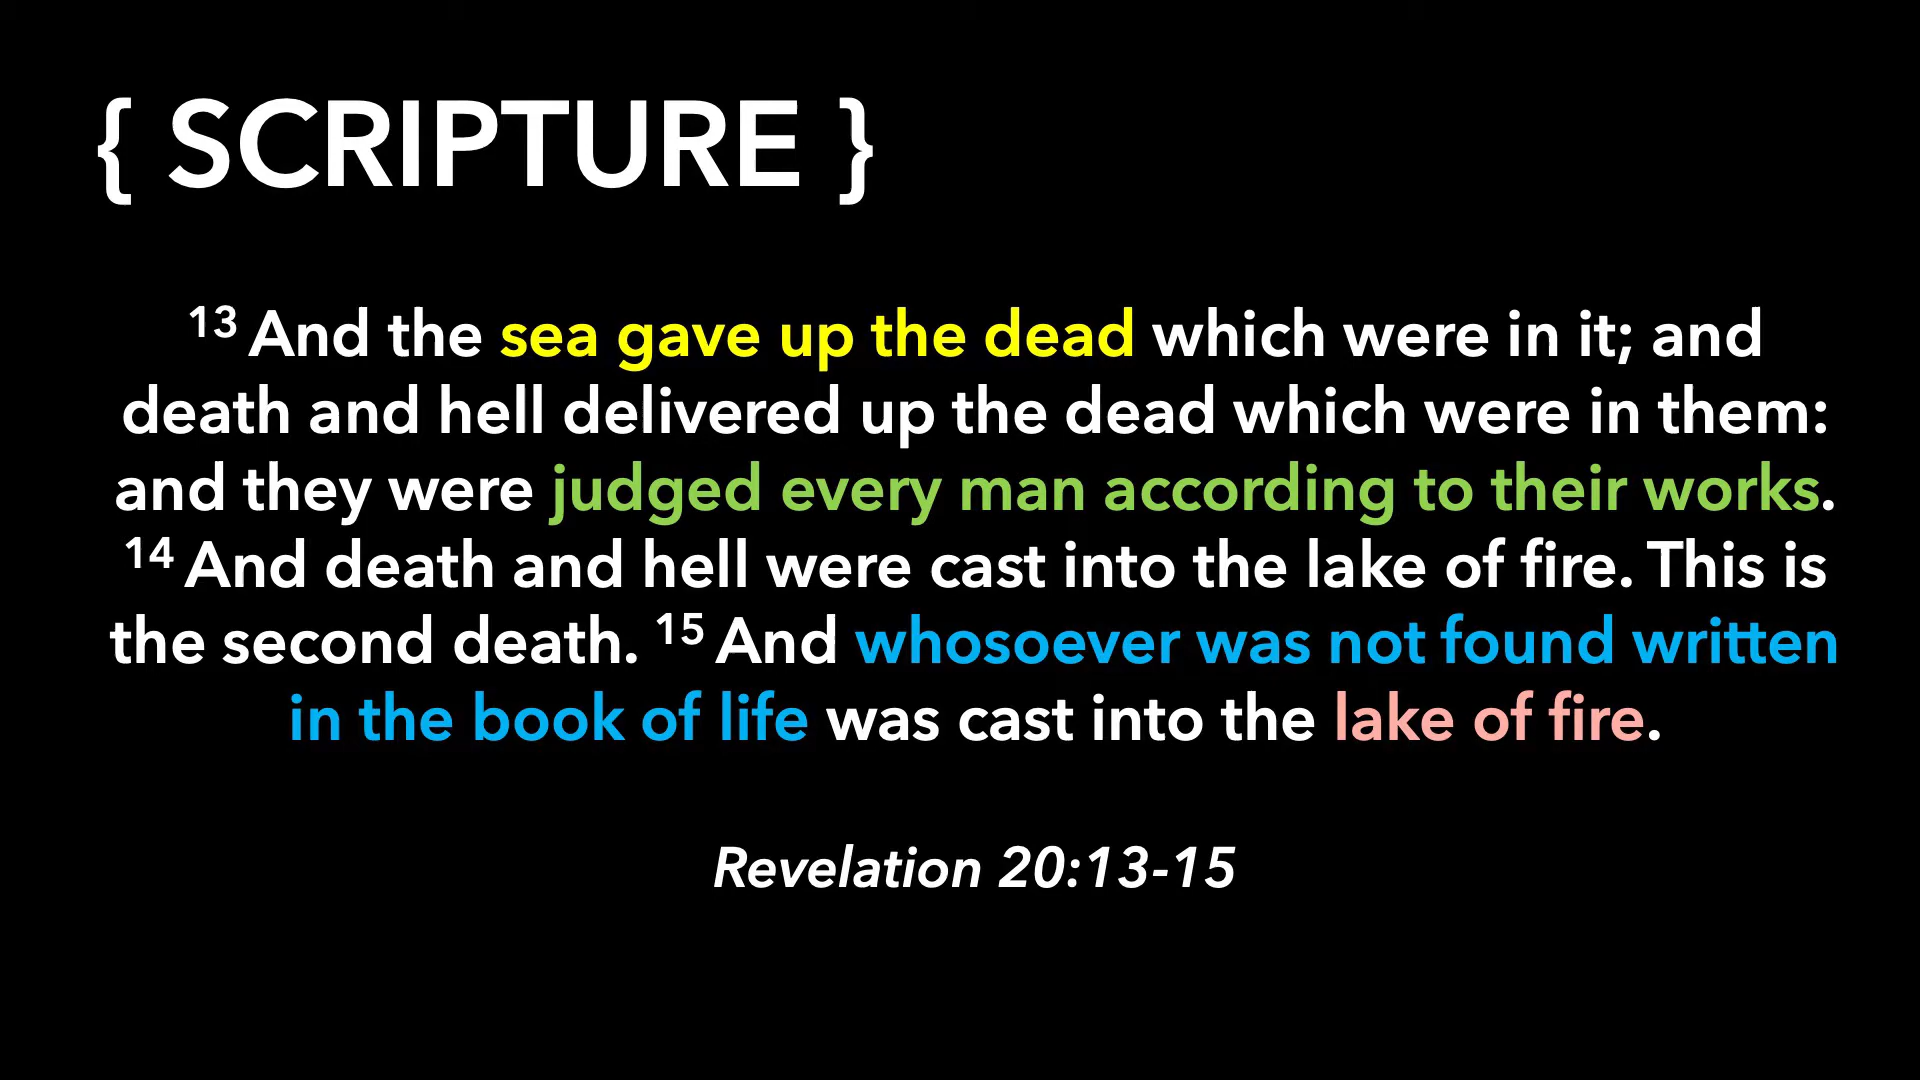 { SCRIPTURE }
13 And the sea gave up the dead which were in it; and
death and hell delivered up the dead which were in them:
and they were judged every man according to their works.
14 And death and hell were cast into the lake of fire. This is
the second death. 15 And whosoever was not found written
in the book of life was cast into the lake of fire.
Revelation 20:13-15